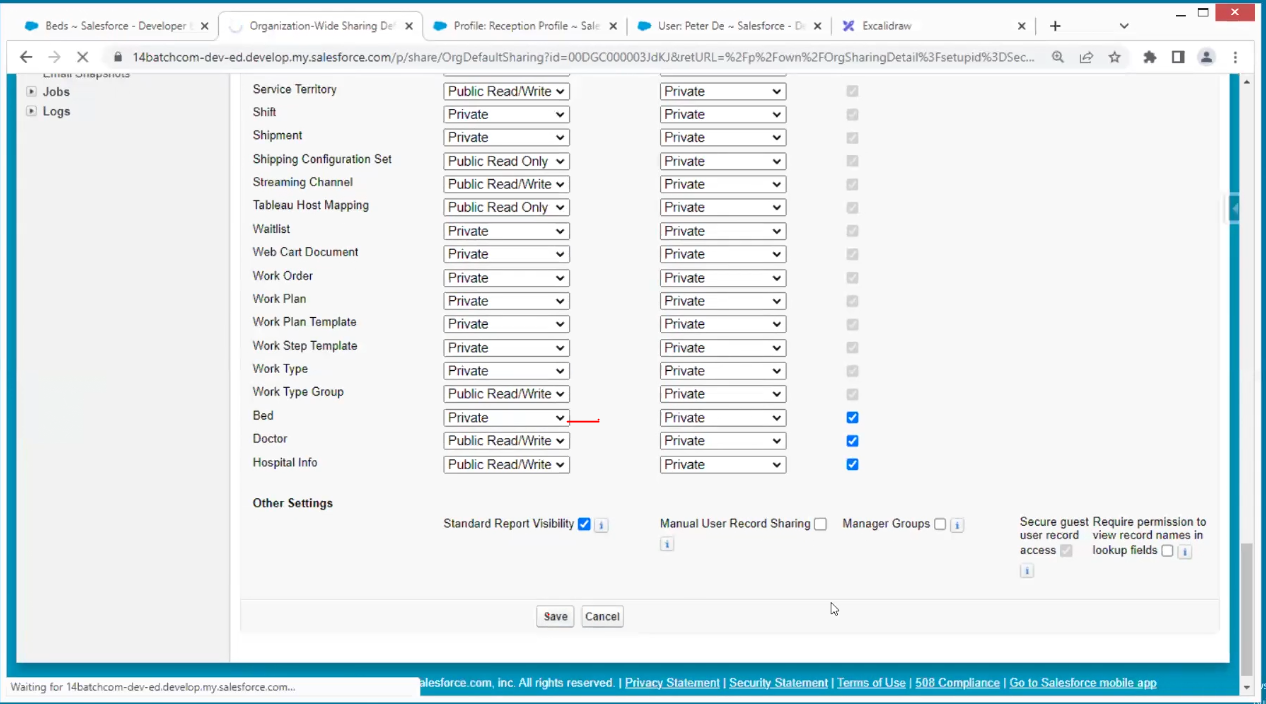 Beds ~ Salesforce - Developer
Organization-Wide Sharing De
Profile: Reception Profile ~ Sale
User: Peter De ~ Salesforce - De
Excalidraw
14batchcom-dev-ed.develop.my.salesforce.com/p/share/OrgDefaultSharing?id=00DGC000003JdKJ&retURL=%2Fp%2Fown%2FOrgSharingDetail%3Fsetupid%3DSec...
Email Snapshots
Jobs
Logs
Service Territory Public Read/Write Private
Shift Private Private
Shipment Private Private
Shipping Configuration Set Public Read Only Private
Streaming Channel Public Read/Write Private
Tableau Host Mapping Public Read Only Private
Waitlist Private Private
Web Cart Document Private Private
Work Order Private Private
Work Plan Private Private
Work Plan Template Private Private
Work Step Template Private Private
Work Type Private Private
Work Type Group Public Read/Write Private
Bed Private Private
Doctor Public Read/Write Private
Hospital Info Public Read/Write Private
Other Settings
Standard Report Visibility
Manual User Record Sharing
Manager Groups
Secure guest
user record
access
Require permission to
view record names in
lookup fields
Save Cancel
Waiting for 14batchcom-dev-ed.develop.my.salesforce.com...
alesforce.com, inc. All rights reserved. | Privacy Statement | Security Statement | Terms of Use | 508 Compliance | Go to Salesforce mobile app